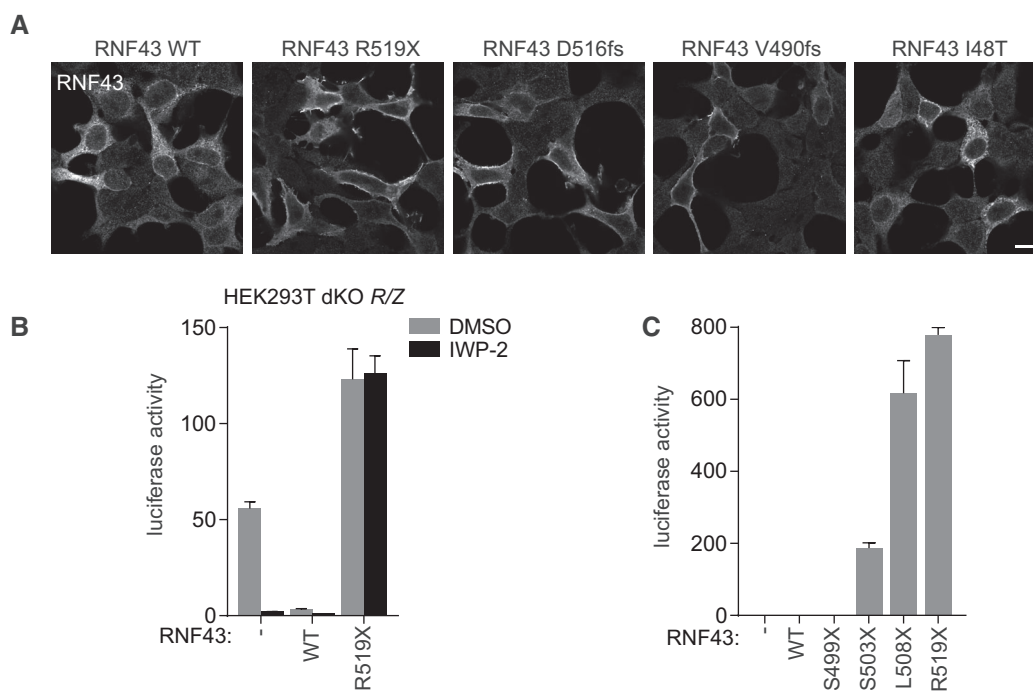 A
RNF43 WT RNF43 R519X RNF43 D516fs RNF43 V490fs RNF43 I48T
RNF43
B
HEK293T dKO R/Z
DMSO
IWP-2
luciferase activity
150
100
50
0
RNF43: - WT R519X
C
luciferase activity
800
600
400
200
0
RNF43: - WT S499X S503X L508X R519X